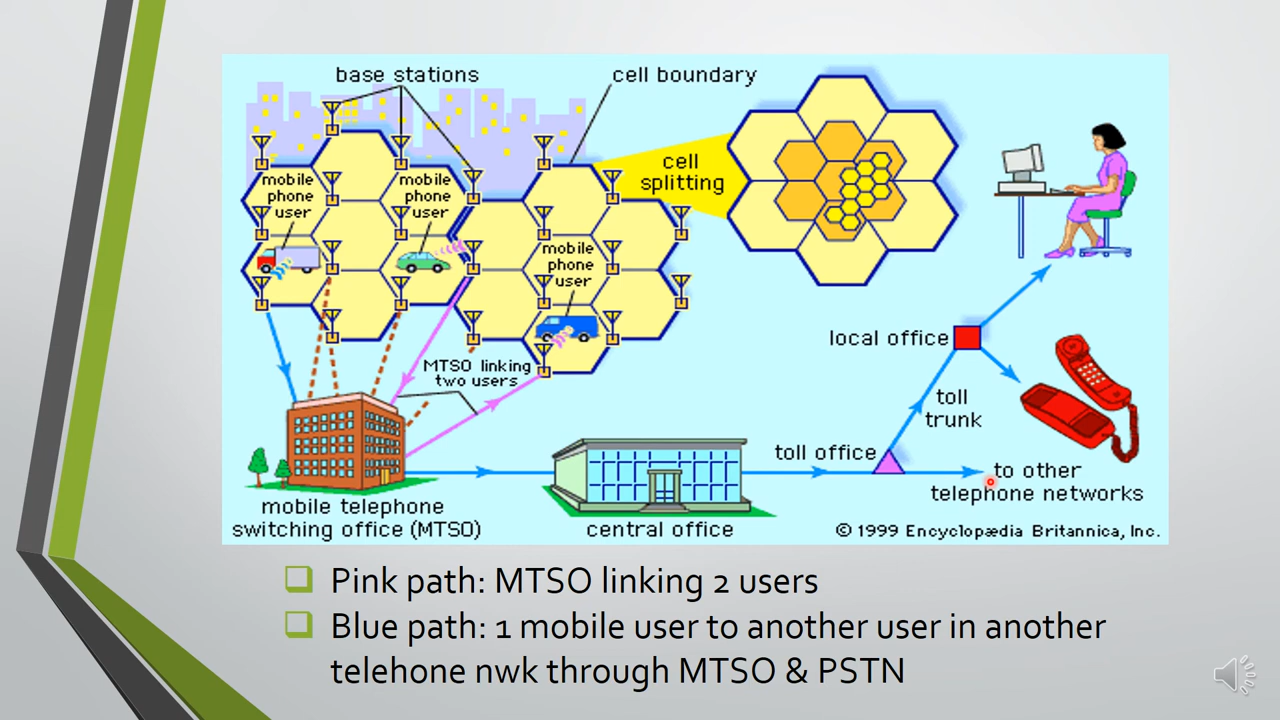 base stations
cell boundary
cell
splitting
mobile
phone
user
mobile
phone
user
mobile
phone
user
MTSO linking
two users
local office
toll
trunk
toll office
to other
telephone networks
mobile telephone
switching office (MTSO)
central office
© 1999 Encyclopædia Britannica, Inc.
Pink path: MTSO linking 2 users
Blue path: 1 mobile user to another user in another
telehone nwk through MTSO & PSTN